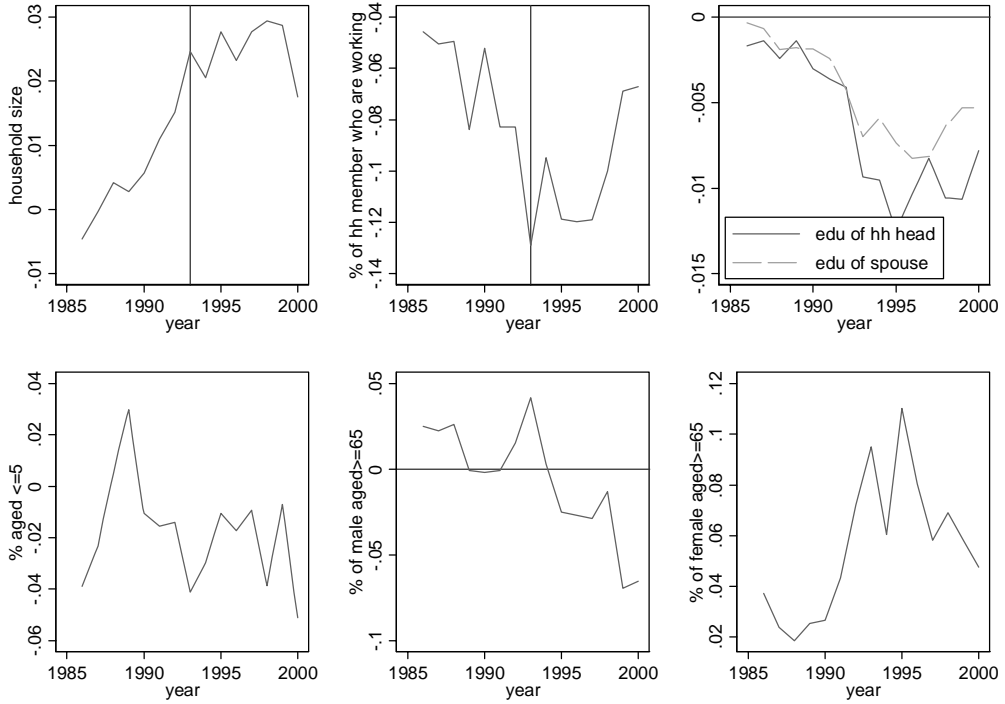 household size
.03
.02
.01
0
-.01
1985 1990 1995 2000
year
% of hh member who are working
-.04
-.06
-.08
-.1
-.12
-.14
1985 1990 1995 2000
year
0
-.005
-.01
-.015
edu of hh head
edu of spouse
1985 1990 1995 2000
year
% aged <=5
.04
.02
0
-.02
-.04
-.06
1985 1990 1995 2000
year
% of male aged>=65
.05
0
-.05
-.1
1985 1990 1995 2000
year
% of female aged>=65
.12
.1
.08
.06
.04
.02
1985 1990 1995 2000
year